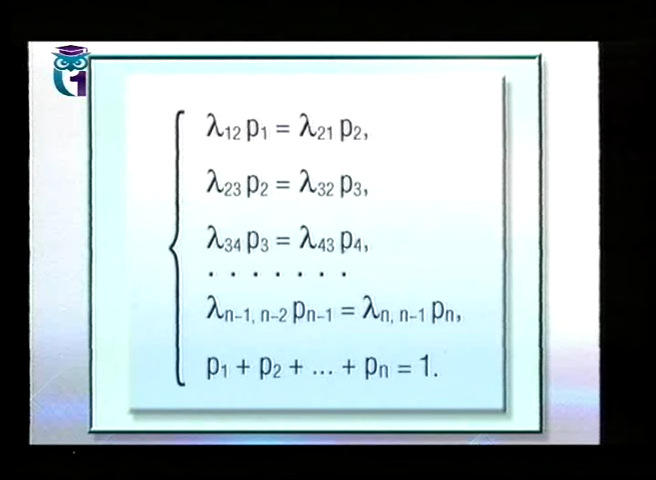 1
λ₁₂ p₁ = λ₂₁ p₂,
λ₂₃ p₂ = λ₃₂ p₃,
λ₃₄ p₃ = λ₄₃ p₄,
. . . . . . .
λₙ₋₁, ₙ₋₂ pₙ₋₁ = λₙ, ₙ₋₁ pₙ,
p₁ + p₂ + ... + pₙ = 1.